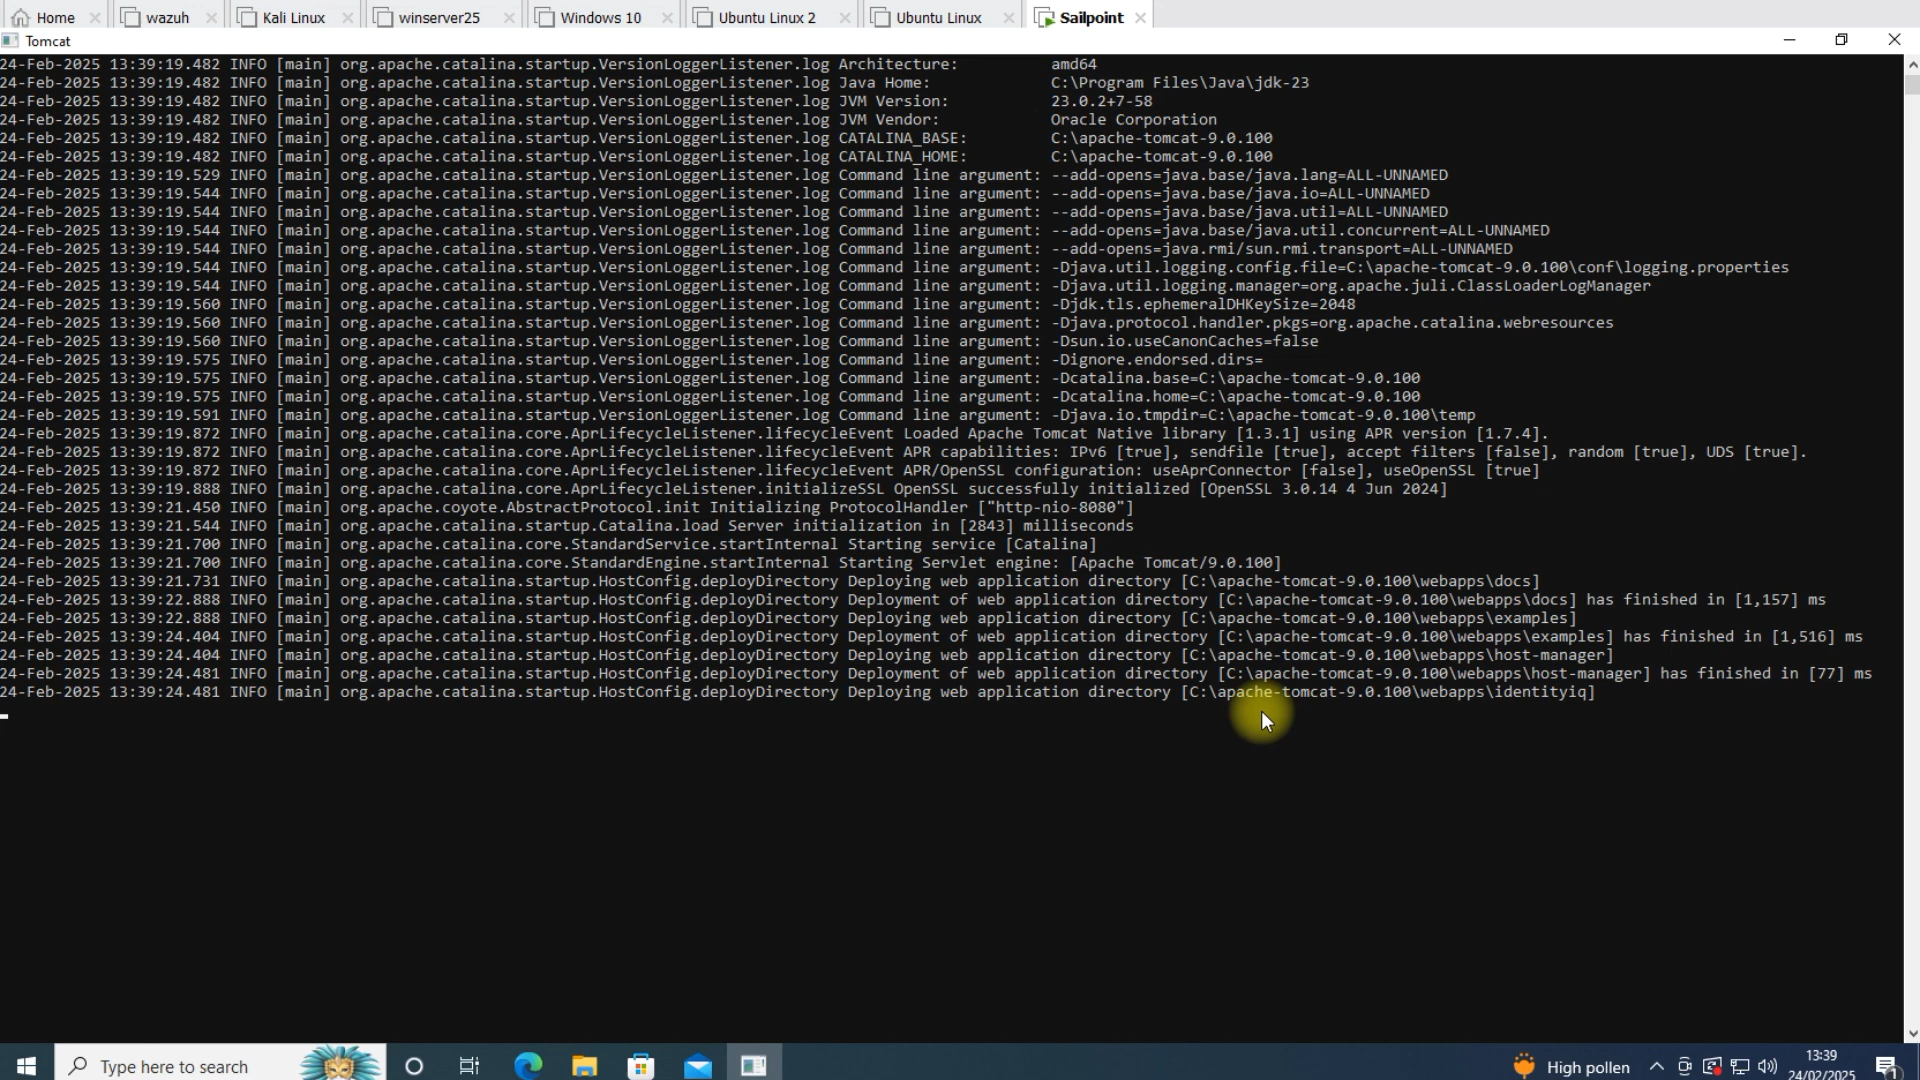 Home
wazuh
Kali Linux
winserver25
Windows 10
Ubuntu Linux 2
Ubuntu Linux
Sailpoint
Tomcat
24-Feb-2025 13:39:19.482 INFO [main] org.apache.catalina.startup.VersionLoggerListener.log Architecture: amd64
24-Feb-2025 13:39:19.482 INFO [main] org.apache.catalina.startup.VersionLoggerListener.log Java Home: C:\Program Files\Java\jdk-23
24-Feb-2025 13:39:19.482 INFO [main] org.apache.catalina.startup.VersionLoggerListener.log JVM Version: 23.0.2+7-58
24-Feb-2025 13:39:19.482 INFO [main] org.apache.catalina.startup.VersionLoggerListener.log JVM Vendor: Oracle Corporation
24-Feb-2025 13:39:19.482 INFO [main] org.apache.catalina.startup.VersionLoggerListener.log CATALINA_BASE: C:\apache-tomcat-9.0.100
24-Feb-2025 13:39:19.482 INFO [main] org.apache.catalina.startup.VersionLoggerListener.log CATALINA_HOME: C:\apache-tomcat-9.0.100
24-Feb-2025 13:39:19.529 INFO [main] org.apache.catalina.startup.VersionLoggerListener.log Command line argument: --add-opens=java.base/java.lang=ALL-UNNAMED
24-Feb-2025 13:39:19.544 INFO [main] org.apache.catalina.startup.VersionLoggerListener.log Command line argument: --add-opens=java.base/java.io=ALL-UNNAMED
24-Feb-2025 13:39:19.544 INFO [main] org.apache.catalina.startup.VersionLoggerListener.log Command line argument: --add-opens=java.base/java.util=ALL-UNNAMED
24-Feb-2025 13:39:19.544 INFO [main] org.apache.catalina.startup.VersionLoggerListener.log Command line argument: --add-opens=java.base/java.util.concurrent=ALL-UNNAMED
24-Feb-2025 13:39:19.544 INFO [main] org.apache.catalina.startup.VersionLoggerListener.log Command line argument: --add-opens=java.rmi/sun.rmi.transport=ALL-UNNAMED
24-Feb-2025 13:39:19.544 INFO [main] org.apache.catalina.startup.VersionLoggerListener.log Command line argument: -Djava.util.logging.config.file=C:\apache-tomcat-9.0.100\conf\logging.properties
24-Feb-2025 13:39:19.544 INFO [main] org.apache.catalina.startup.VersionLoggerListener.log Command line argument: -Djava.util.logging.manager=org.apache.juli.ClassLoaderLogManager
24-Feb-2025 13:39:19.560 INFO [main] org.apache.catalina.startup.VersionLoggerListener.log Command line argument: -Djdk.tls.ephemeralDHKeySize=2048
24-Feb-2025 13:39:19.560 INFO [main] org.apache.catalina.startup.VersionLoggerListener.log Command line argument: -Djava.protocol.handler.pkgs=org.apache.catalina.webresources
24-Feb-2025 13:39:19.560 INFO [main] org.apache.catalina.startup.VersionLoggerListener.log Command line argument: -Dsun.io.useCanonCaches=false
24-Feb-2025 13:39:19.575 INFO [main] org.apache.catalina.startup.VersionLoggerListener.log Command line argument: -Dignore.endorsed.dirs=
24-Feb-2025 13:39:19.575 INFO [main] org.apache.catalina.startup.VersionLoggerListener.log Command line argument: -Dcatalina.base=C:\apache-tomcat-9.0.100
24-Feb-2025 13:39:19.575 INFO [main] org.apache.catalina.startup.VersionLoggerListener.log Command line argument: -Dcatalina.home=C:\apache-tomcat-9.0.100
24-Feb-2025 13:39:19.591 INFO [main] org.apache.catalina.startup.VersionLoggerListener.log Command line argument: -Djava.io.tmpdir=C:\apache-tomcat-9.0.100\temp
24-Feb-2025 13:39:19.872 INFO [main] org.apache.catalina.core.AprLifecycleListener.lifecycleEvent Loaded Apache Tomcat Native library [1.3.1] using APR version [1.7.4].
24-Feb-2025 13:39:19.872 INFO [main] org.apache.catalina.core.AprLifecycleListener.lifecycleEvent APR capabilities: IPv6 [true], sendfile [true], accept filters [false], random [true], UDS [true].
24-Feb-2025 13:39:19.872 INFO [main] org.apache.catalina.core.AprLifecycleListener.lifecycleEvent APR/OpenSSL configuration: useAprConnector [false], useOpenSSL [true]
24-Feb-2025 13:39:19.888 INFO [main] org.apache.catalina.core.AprLifecycleListener.initializeSSL OpenSSL successfully initialized [OpenSSL 3.0.14 4 Jun 2024]
24-Feb-2025 13:39:21.450 INFO [main] org.apache.coyote.AbstractProtocol.init Initializing ProtocolHandler ["http-nio-8080"]
24-Feb-2025 13:39:21.544 INFO [main] org.apache.catalina.startup.Catalina.load Server initialization in [2843] milliseconds
24-Feb-2025 13:39:21.700 INFO [main] org.apache.catalina.core.StandardService.startInternal Starting service [Catalina]
24-Feb-2025 13:39:21.700 INFO [main] org.apache.catalina.core.StandardEngine.startInternal Starting Servlet engine: [Apache Tomcat/9.0.100]
24-Feb-2025 13:39:21.731 INFO [main] org.apache.catalina.startup.HostConfig.deployDirectory Deploying web application directory [C:\apache-tomcat-9.0.100\webapps\docs]
24-Feb-2025 13:39:22.888 INFO [main] org.apache.catalina.startup.HostConfig.deployDirectory Deployment of web application directory [C:\apache-tomcat-9.0.100\webapps\docs] has finished in [1,157] ms
24-Feb-2025 13:39:22.888 INFO [main] org.apache.catalina.startup.HostConfig.deployDirectory Deploying web application directory [C:\apache-tomcat-9.0.100\webapps\examples]
24-Feb-2025 13:39:24.404 INFO [main] org.apache.catalina.startup.HostConfig.deployDirectory Deployment of web application directory [C:\apache-tomcat-9.0.100\webapps\examples] has finished in [1,516] ms
24-Feb-2025 13:39:24.404 INFO [main] org.apache.catalina.startup.HostConfig.deployDirectory Deploying web application directory [C:\apache-tomcat-9.0.100\webapps\host-manager]
24-Feb-2025 13:39:24.481 INFO [main] org.apache.catalina.startup.HostConfig.deployDirectory Deployment of web application directory [C:\apache-tomcat-9.0.100\webapps\host-manager] has finished in [77] ms
24-Feb-2025 13:39:24.481 INFO [main] org.apache.catalina.startup.HostConfig.deployDirectory Deploying web application directory [C:\apache-tomcat-9.0.100\webapps\identityiq]
Type here to search
High pollen
13:39
24/02/2025
1